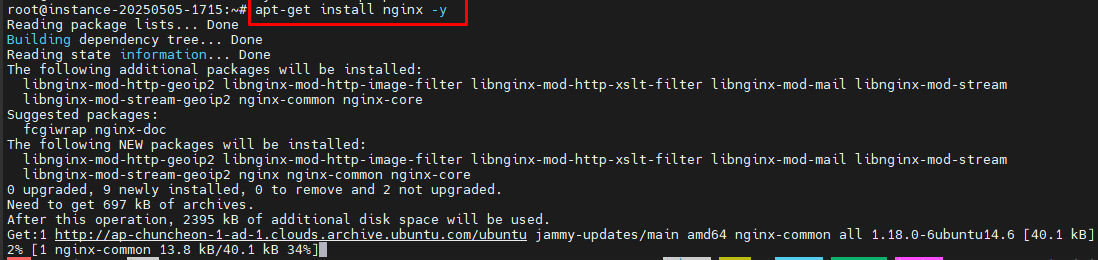 root@instance-20250505-1715:~# apt-get install nginx -y
Reading package lists... Done
Building dependency tree... Done
Reading state information... Done
The following additional packages will be installed:
  libnginx-mod-http-geoip2 libnginx-mod-http-image-filter libnginx-mod-http-xslt-filter libnginx-mod-mail libnginx-mod-stream
  libnginx-mod-stream-geoip2 nginx-common nginx-core
Suggested packages:
  fcgiwrap nginx-doc
The following NEW packages will be installed:
  libnginx-mod-http-geoip2 libnginx-mod-http-image-filter libnginx-mod-http-xslt-filter libnginx-mod-mail libnginx-mod-stream
  libnginx-mod-stream-geoip2 nginx nginx-common nginx-core
0 upgraded, 9 newly installed, 0 to remove and 2 not upgraded.
Need to get 697 kB of archives.
After this operation, 2395 kB of additional disk space will be used.
Get:1 http://ap-chuncheon-1-ad-1.clouds.archive.ubuntu.com/ubuntu jammy-updates/main amd64 nginx-common all 1.18.0-6ubuntu14.6 [40.1 kB]
2% [1 nginx-common 13.8 kB/40.1 kB 34%]